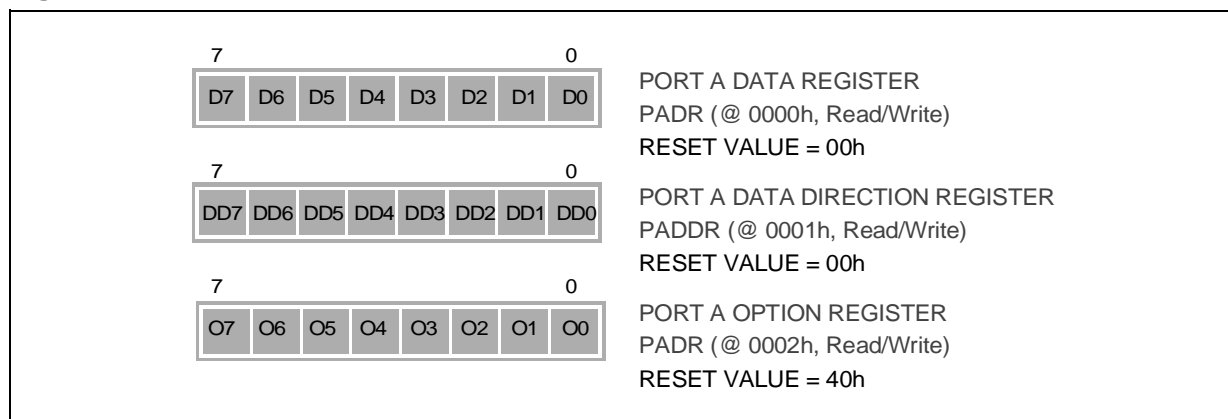 7 0
D7 D6 D5 D4 D3 D2 D1 D0
PORT A DATA REGISTER
PADR (@ 0000h, Read/Write)
RESET VALUE = 00h
7 0
DD7 DD6 DD5 DD4 DD3 DD2 DD1 DD0
PORT A DATA DIRECTION REGISTER
PADDR (@ 0001h, Read/Write)
RESET VALUE = 00h
7 0
O7 O6 O5 O4 O3 O2 O1 O0
PORT A OPTION REGISTER
PADR (@ 0002h, Read/Write)
RESET VALUE = 40h